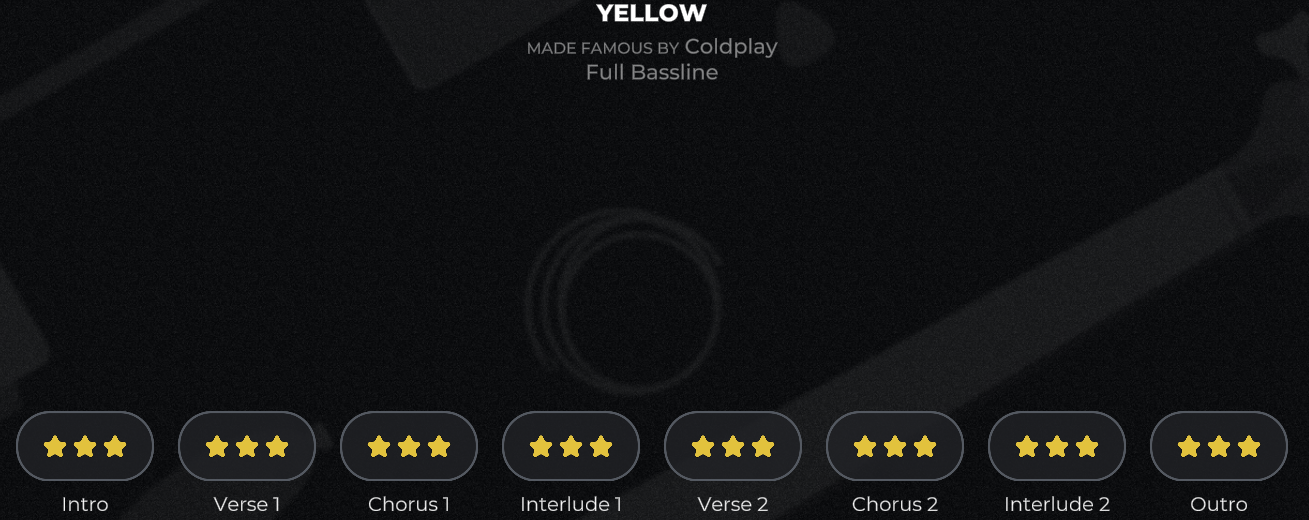 YELLOW
MADE FAMOUS BY Coldplay
Full Bassline
Intro
Verse 1
Chorus 1
Interlude 1
Verse 2
Chorus 2
Interlude 2
Outro